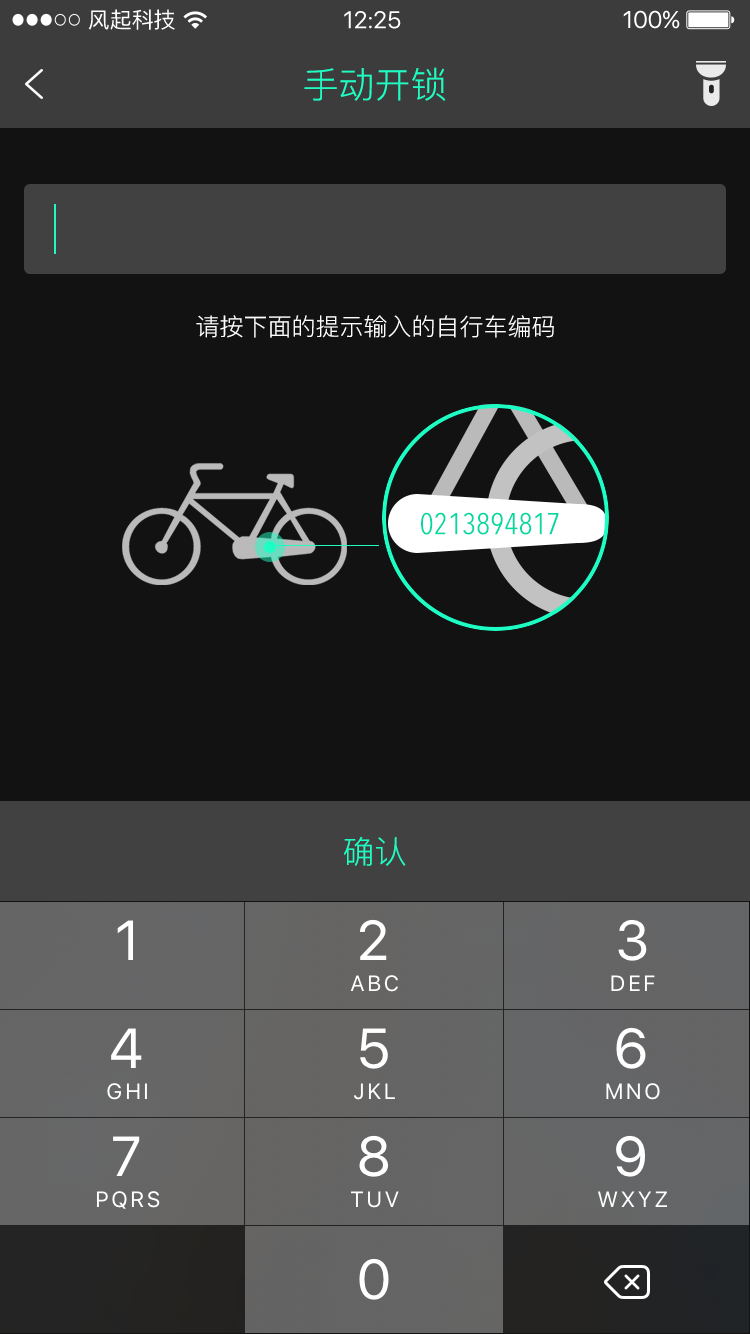 风起科技 12:25 100%
手动开锁
请按下面的提示输入的自行车编码
0213894817
确认
1 2 3
ABC DEF
4 5 6
GHI JKL MNO
7 8 9
PQRS TUV WXYZ
0